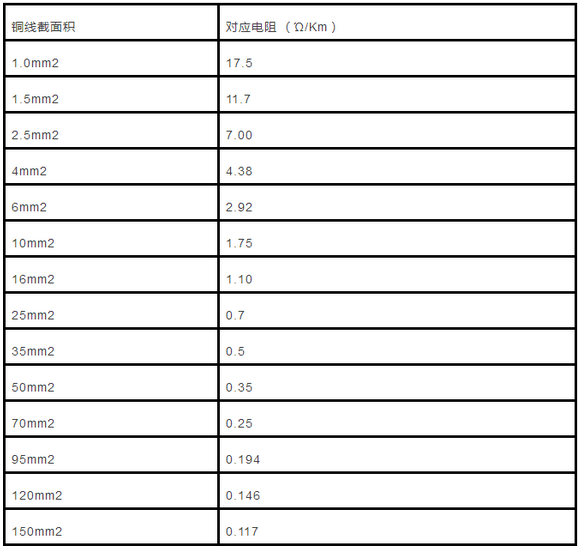 铜线截面积 对应电阻 （Ώ/Km）
1.0mm2 17.5
1.5mm2 11.7
2.5mm2 7.00
4mm2 4.38
6mm2 2.92
10mm2 1.75
16mm2 1.10
25mm2 0.7
35mm2 0.5
50mm2 0.35
70mm2 0.25
95mm2 0.194
120mm2 0.146
150mm2 0.117